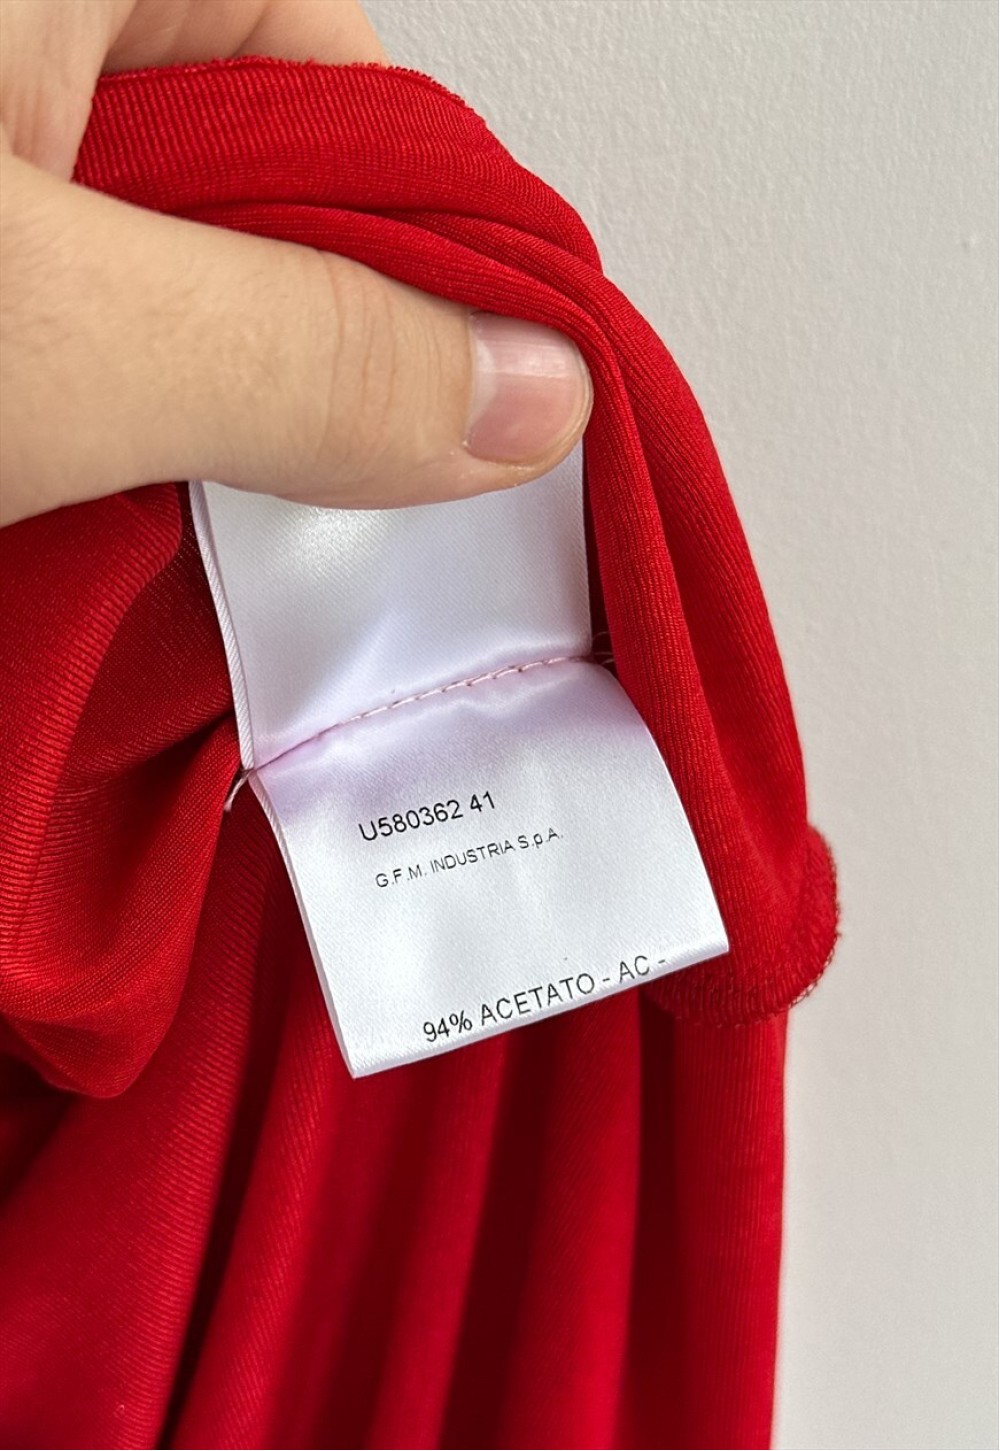 U580362 41
G.F.M. INDUSTRIA S.p.A.
94% ACETATO - AC -